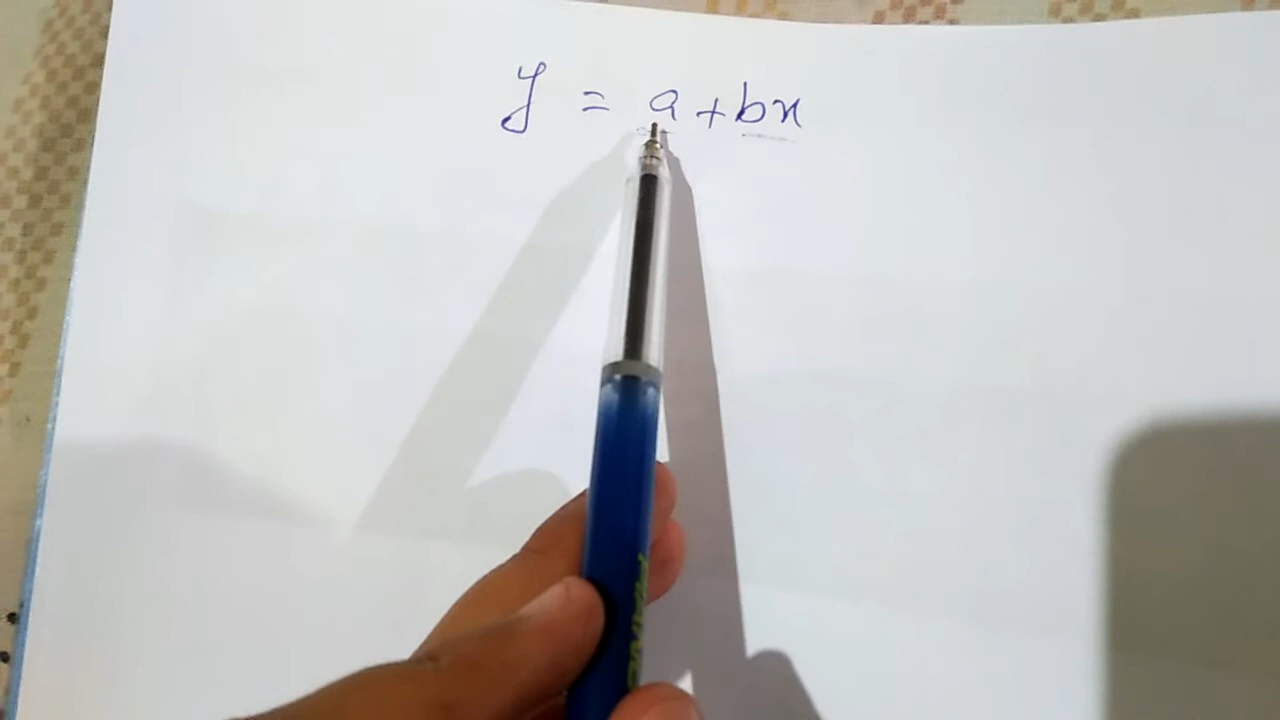 y = a + bx